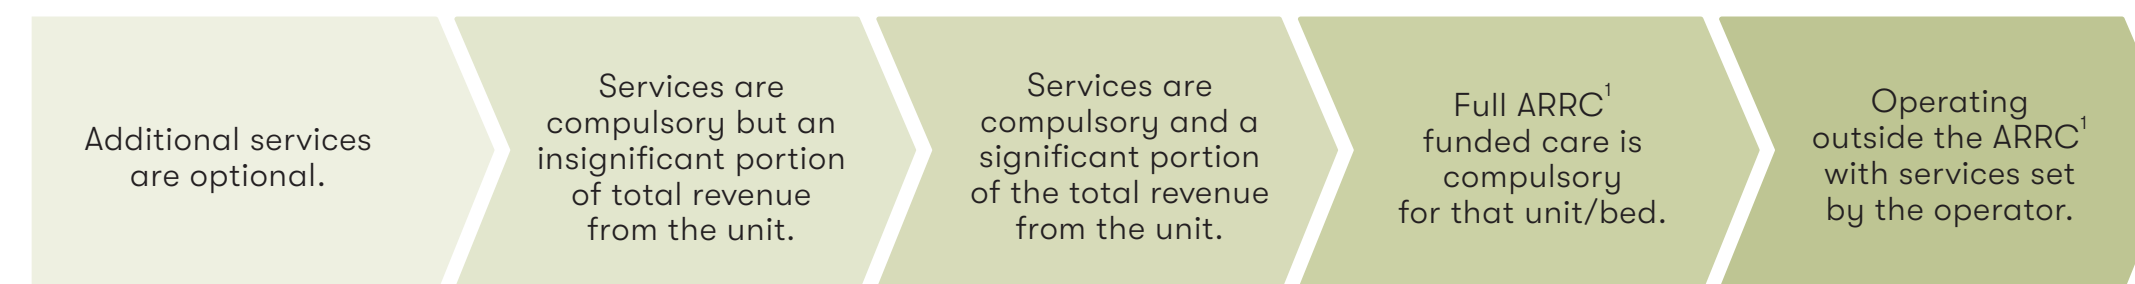 Additional services
are optional.
Services are
compulsory but an
insignificant portion
of total revenue
from the unit.
Services are
compulsory and a
significant portion
of the total revenue
from the unit.
Full ARRC¹
funded care is
compulsory
for that unit/bed.
Operating
outside the ARRC¹
with services set
by the operator.